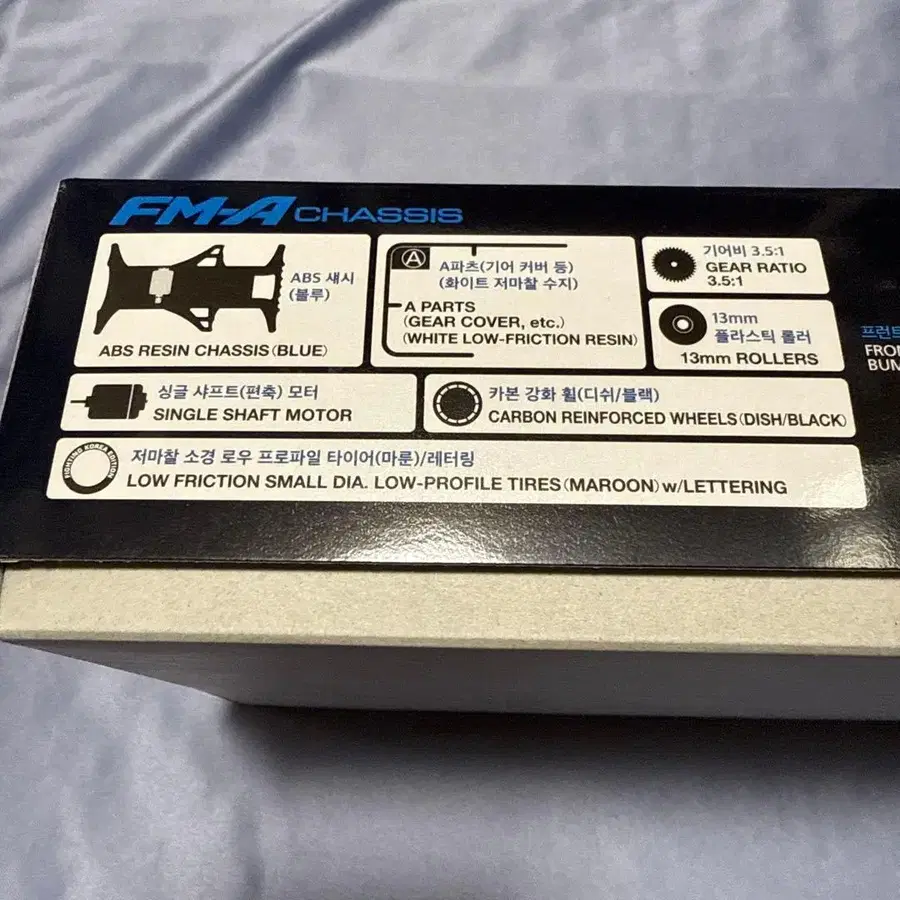 FM-A CHASSIS
ABS 섀시
(블루)
ABS RESIN CHASSIS (BLUE)
A
A파츠(기어 커버 등)
(화이트 저마찰 수지)
A PARTS
(GEAR COVER, etc.)
(WHITE LOW-FRICTION RESIN)
기어비 3.5:1
GEAR RATIO
3.5:1
13mm
플라스틱 롤러
13mm ROLLERS
프런트
FRON
BUM
싱글 샤프트(편축) 모터
SINGLE SHAFT MOTOR
카본 강화 휠(디쉬/블랙)
CARBON REINFORCED WHEELS (DISH/BLACK)
FIGHTING KOREA EDITION
저마찰 소경 로우 프로파일 타이어(마룬)/레터링
LOW FRICTION SMALL DIA. LOW-PROFILE TIRES (MAROON) w/LETTERING